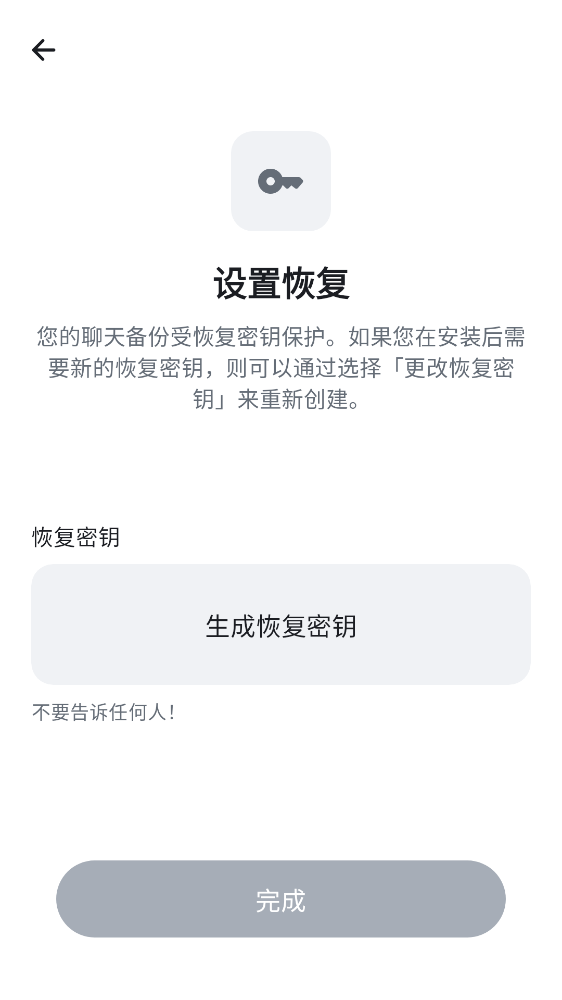 设置恢复
您的聊天备份受恢复密钥保护。如果您在安装后需
要新的恢复密钥，则可以通过选择「更改恢复密
钥」来重新创建。
恢复密钥
生成恢复密钥
不要告诉任何人！
完成